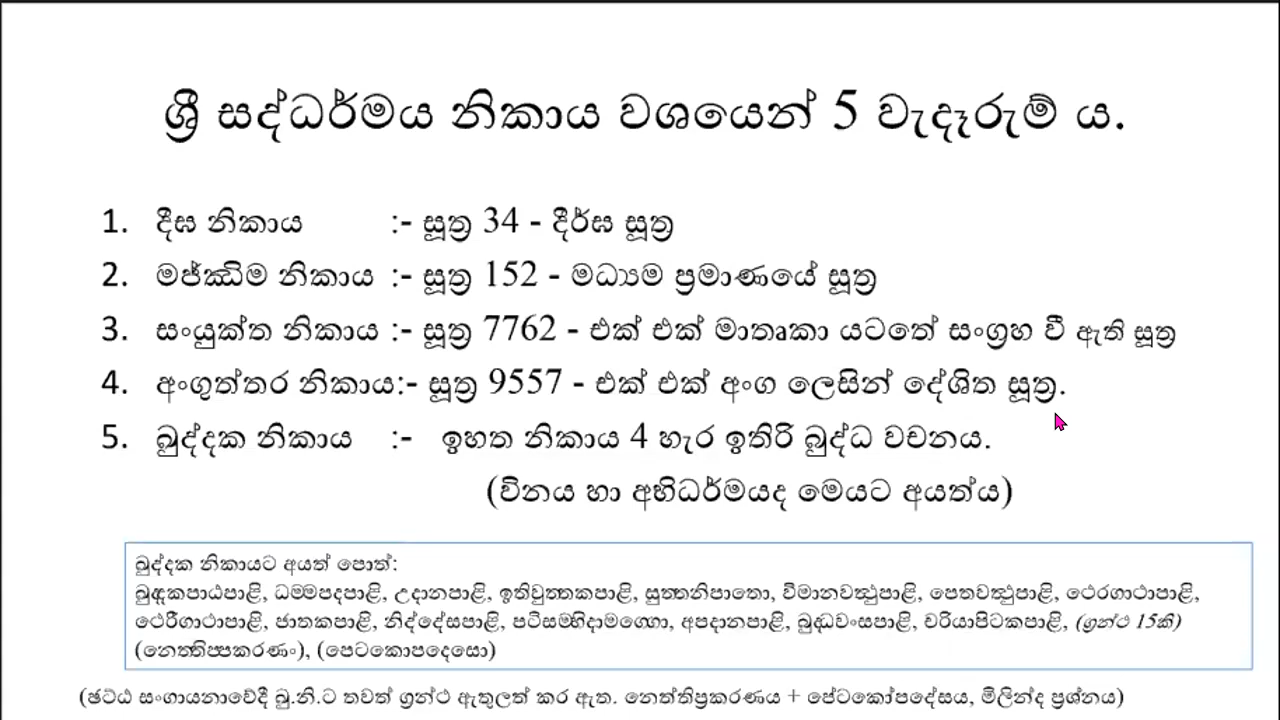 ශ්‍රී සද්ධර්මය නිකාය වශයෙන් 5 වැදෑරුම් ය.
1. දීඝ නිකාය :- සූත්‍ර 34 - දීර්ඝ සූත්‍ර
2. මජ්ඣිම නිකාය :- සූත්‍ර 152 - මධ්‍යම ප්‍රමාණයේ සූත්‍ර
3. සංයුක්ත නිකාය :- සූත්‍ර 7762 - එක් එක් මාතෘකා යටතේ සංග්‍රහ වී ඇති සූත්‍ර
4. අංගුත්තර නිකාය:- සූත්‍ර 9557 - එක් එක් අංග ලෙසින් දේශිත සූත්‍ර.
5. ඛුද්දක නිකාය :- ඉහත නිකාය 4 හැර ඉතිරි බුද්ධ වචනය.
(විනය හා අභිධර්මයද මෙයට අයත්ය)
ඛුද්දක නිකායට අයත් පොත්:
ඛුද්‍දකපාඨපාළි, ධම්‍මපදපාළි, උදානපාළි, ඉතිවුත්‍තකපාළි, සුත්‍තනිපාතො, විමානවත්‍ථුපාළි, පෙතවත්‍ථුපාළි, ථෙරගාථාපාළි,
ථෙරීගාථාපාළි, ජාතකපාළි, නිද්දේසපාළි, පටිසම්‍භිදාමග්‍ගො, අපදානපාළි, බුද්‍ධවංසපාළි, චරියාපිටකපාළි, (ග්‍රන්ථ 15කි)
(නෙත්‍තිප්‍පකරණං), (පෙටකොපදෙසො)
(ඡට්ඨ සංගායනාවේදී ඛු.නි.ට තවත් ග්‍රන්ථ ඇතුලත් කර ඇත. නෙත්තිප්‍රකරණය + පේටකෝපදේසය, මිලින්ද ප්‍රශ්නය)